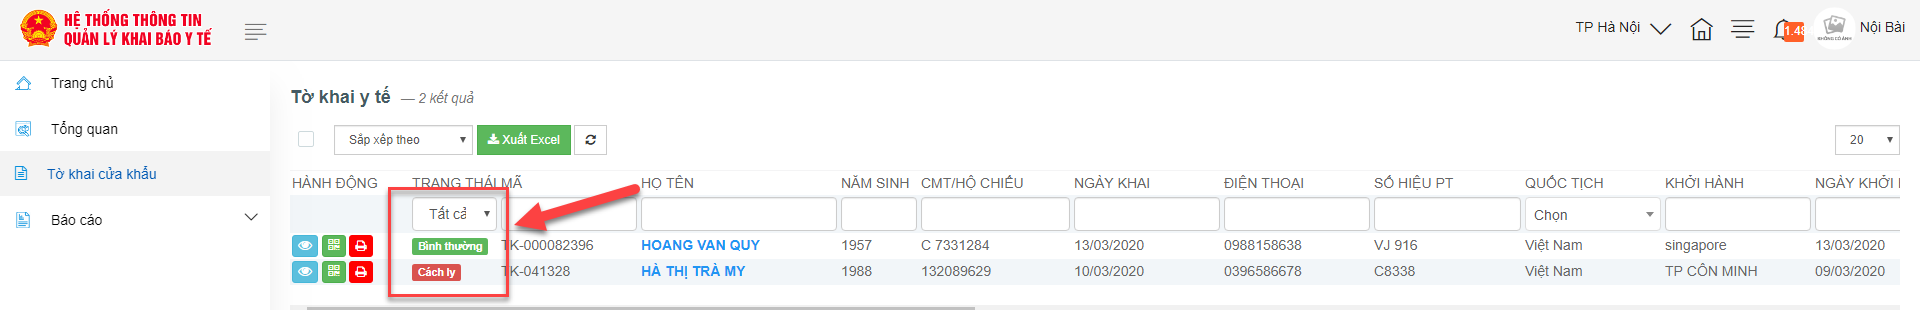 HỆ THỐNG THÔNG TIN
QUẢN LÝ KHAI BÁO Y TẾ
TP Hà Nội
1.48
KHÔNG CÓ ẢNH
Nội Bài
Trang chủ
Tổng quan
Tờ khai cửa khẩu
Báo cáo
Tờ khai y tế — 2 kết quả
Sắp xếp theo Xuất Excel 20
HÀNH ĐỘNG TRẠNG THÁI MÃ HỌ TÊN NĂM SINH CMT/HỘ CHIẾU NGÀY KHAI ĐIỆN THOẠI SỐ HIỆU PT QUỐC TỊCH KHỞI HÀNH NGÀY KHỞI
Tất cả Chọn
Bình thường TK-000082396 HOANG VAN QUY 1957 C 7331284 13/03/2020 0988158638 VJ 916 Việt Nam singapore 13/03/2020
Cách ly TK-041328 HÀ THỊ TRÀ MY 1988 132089629 10/03/2020 0396586678 C8338 Việt Nam TP CÔN MINH 09/03/2020